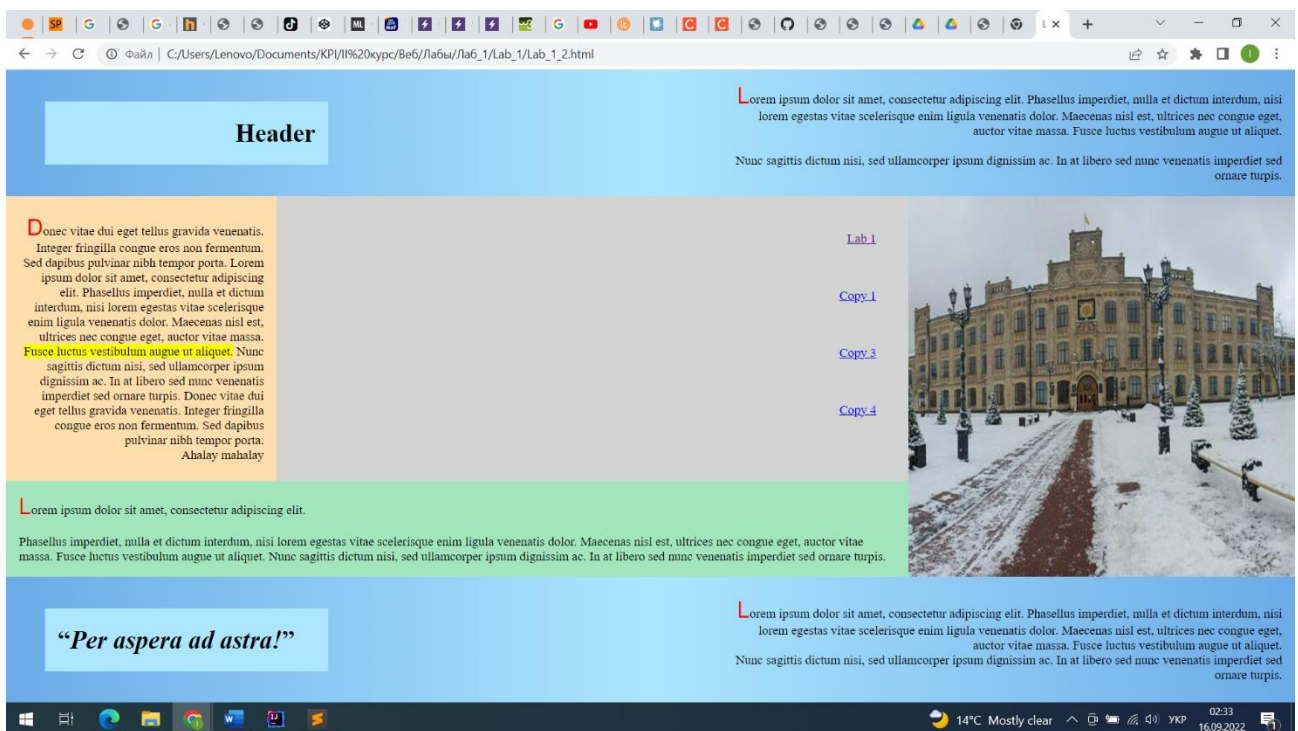 Файл | C:/Users/Lenovo/Documents/KPI/II%20курс/Веб/Лабы//Лаб_1/Lab_1/Lab_1_2.html
Header
Lorem ipsum dolor sit amet, consectetur adipiscing elit. Phasellus imperdiet, nulla et dictum interdum, nisi
lorem egestas vitae scelerisque enim ligula venenatis dolor. Maecenas nisl est, ultrices nec congue eget,
auctor vitae massa. Fusce luctus vestibulum augue ut aliquet.
Nunc sagittis dictum nisi, sed ullamcorper ipsum dignissim ac. In at libero sed nunc venenatis imperdiet sed
ornare turpis.
Donec vitae dui eget tellus gravida venenatis.
Integer fringilla congue eros non fermentum.
Sed dapibus pulvinar nibh tempor porta. Lorem
ipsum dolor sit amet, consectetur adipiscing
elit. Phasellus imperdiet, nulla et dictum
interdum, nisi lorem egestas vitae scelerisque
enim ligula venenatis dolor. Maecenas nisl est,
ultrices nec congue eget, auctor vitae massa.
Fusce luctus vestibulum augue ut aliquet. Nunc
sagittis dictum nisi, sed ullamcorper ipsum
dignissim ac. In at libero sed nunc venenatis
imperdiet sed ornare turpis. Donec vitae dui
eget tellus gravida venenatis. Integer fringilla
congue eros non fermentum. Sed dapibus
pulvinar nibh tempor porta.
Ahalay mahalay
Lab 1
Copy 1
Copy 3
Copy 4
Lorem ipsum dolor sit amet, consectetur adipiscing elit.
Phasellus imperdiet, nulla et dictum interdum, nisi lorem egestas vitae scelerisque enim ligula venenatis dolor. Maecenas nisl est, ultrices nec congue eget, auctor vitae
massa. Fusce luctus vestibulum augue ut aliquet. Nunc sagittis dictum nisi, sed ullamcorper ipsum dignissim ac. In at libero sed nunc venenatis imperdiet sed ornare turpis.
“Per aspera ad astra!”
Lorem ipsum dolor sit amet, consectetur adipiscing elit. Phasellus imperdiet, nulla et dictum interdum, nisi
lorem egestas vitae scelerisque enim ligula venenatis dolor. Maecenas nisl est, ultrices nec congue eget,
auctor vitae massa. Fusce luctus vestibulum augue ut aliquet.
Nunc sagittis dictum nisi, sed ullamcorper ipsum dignissim ac. In at libero sed nunc venenatis imperdiet sed
ornare turpis.
14°C Mostly clear УКР 02:33
16.09.2022